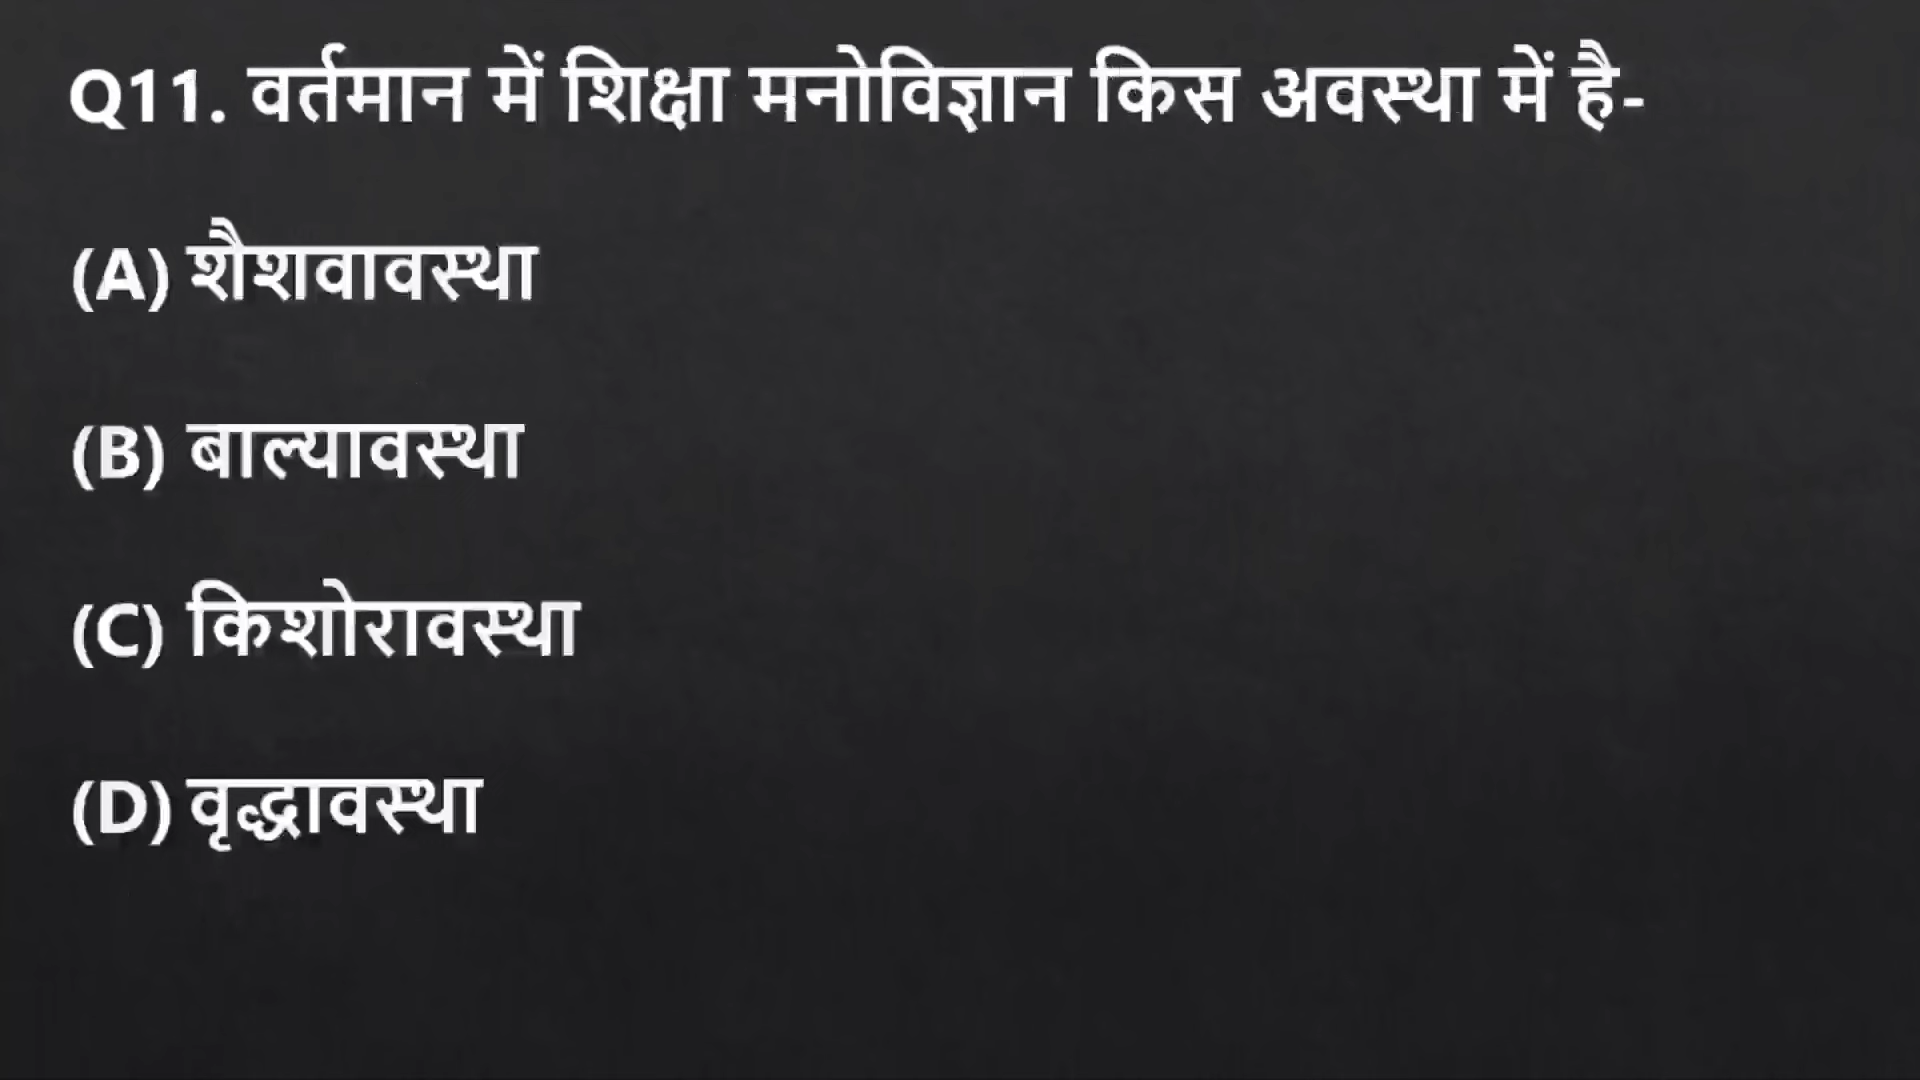 Q11. वर्तमान में शिक्षा मनोविज्ञान किस अवस्था में है-
(A) शैशवावस्था
(B) बाल्यावस्था
(C) किशोरावस्था
(D) वृद्धावस्था